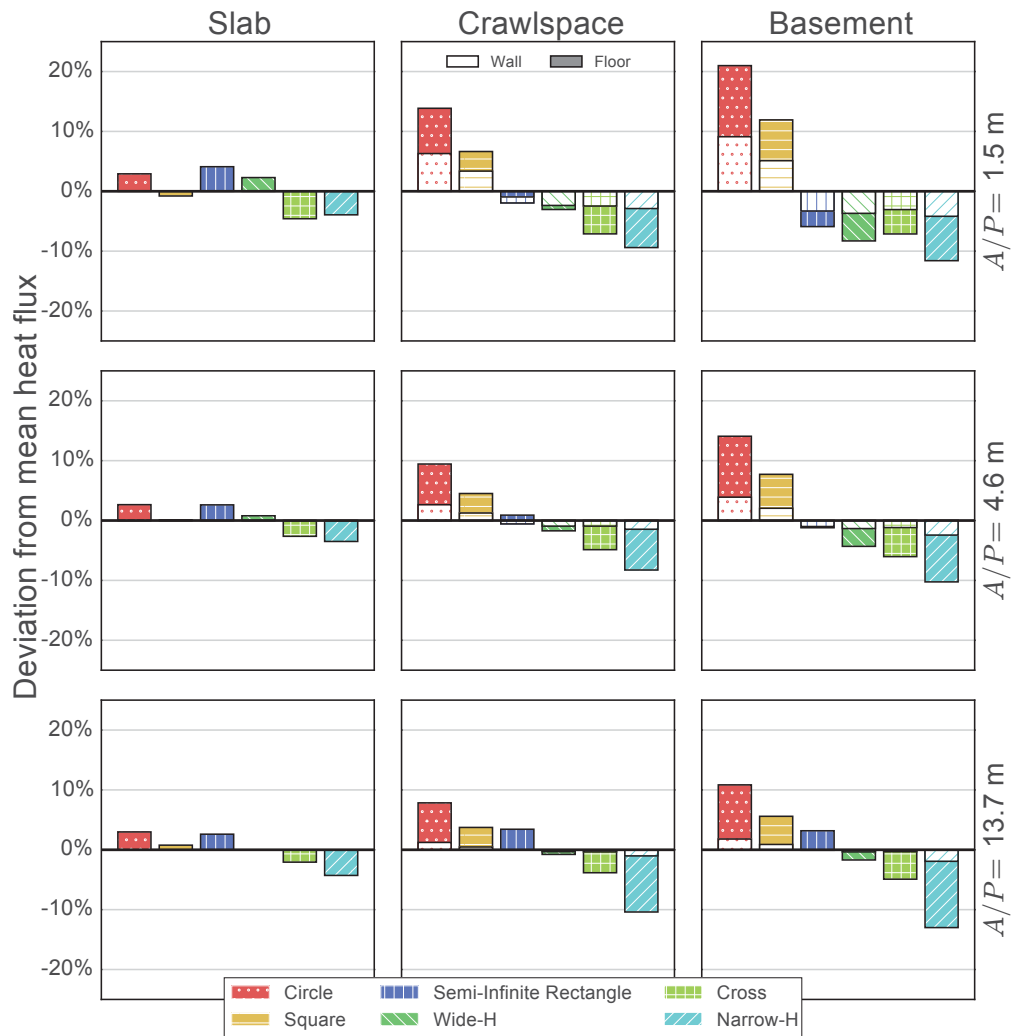 Slab Crawlspace Basement
Wall Floor
20%
10%
0%
-10%
-20%
A/P= 1.5 m
20%
10%
0%
-10%
-20%
A/P= 4.6 m
Deviation from mean heat flux
20%
10%
0%
-10%
-20%
A/P= 13.7 m
Circle Semi-Infinite Rectangle Cross
Square Wide-H Narrow-H